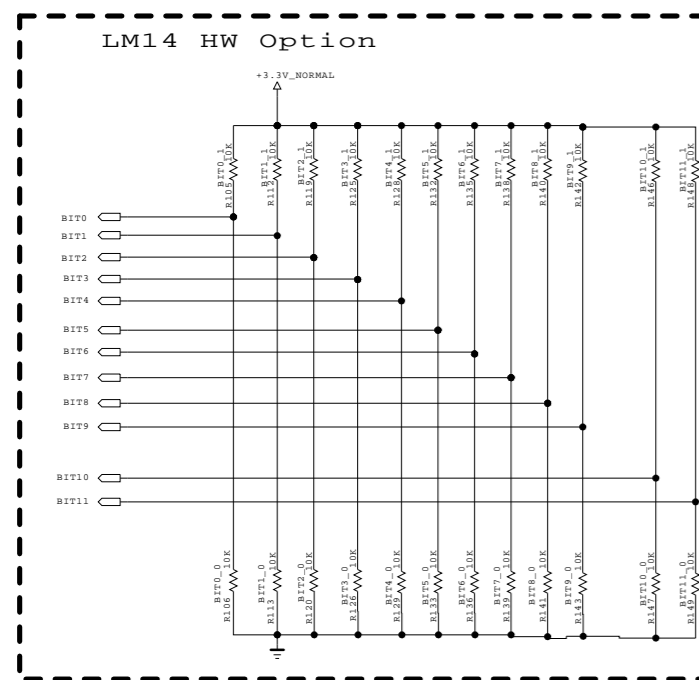 LM14 HW Option
+3.3V_NORMAL
BIT0_1
10K
R105
BIT1_1
10K
R112
BIT2_1
10K
R119
BIT3_1
10K
R125
BIT4_1
10K
R128
BIT5_1
10K
R132
BIT6_1
10K
R135
BIT7_1
10K
R138
BIT8_1
10K
R140
BIT9_1
10K
R142
BIT10_1
10K
R146
BIT11_1
10K
R148
BIT0
BIT1
BIT2
BIT3
BIT4
BIT5
BIT6
BIT7
BIT8
BIT9
BIT10
BIT11
BIT0_0
10K
R106
BIT1_0
10K
R113
BIT2_0
10K
R120
BIT3_0
10K
R126
BIT4_0
10K
R129
BIT5_0
10K
R133
BIT6_0
10K
R136
BIT7_0
10K
R139
BIT8_0
10K
R141
BIT9_0
10K
R143
BIT10_0
10K
R147
BIT11_0
10K
R149